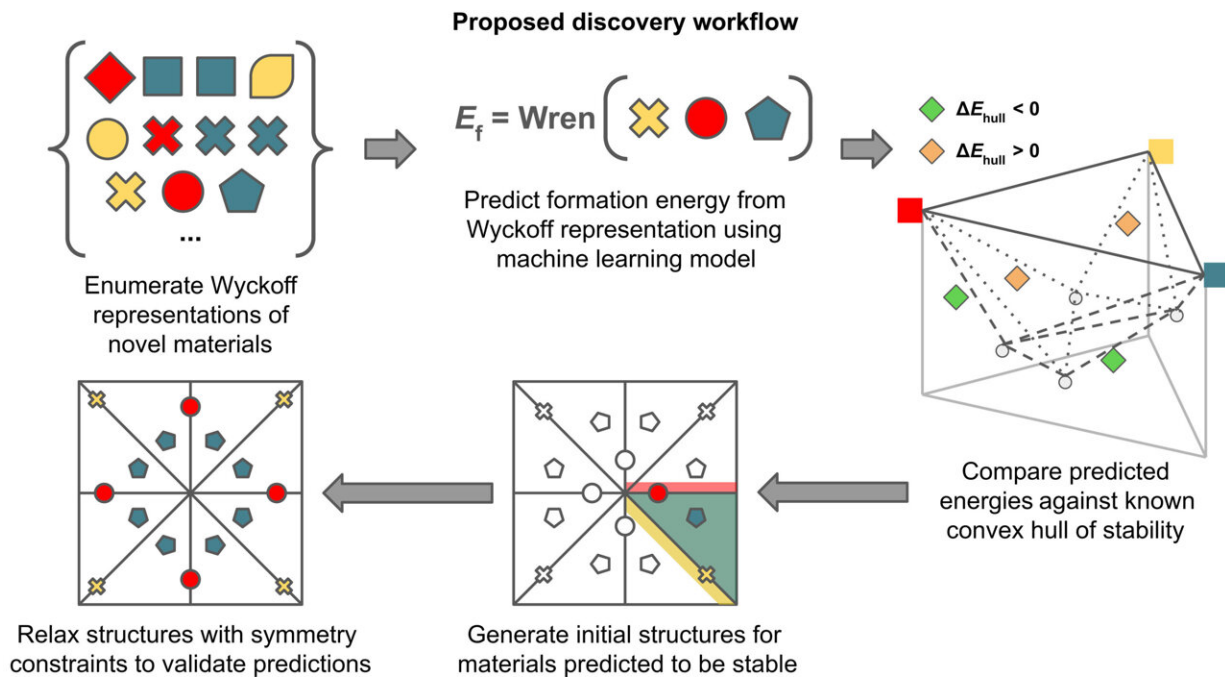 Proposed discovery workflow
...
Enumerate Wyckoff
representations of
novel materials
E_f = Wren
Predict formation energy from
Wyckoff representation using
machine learning model
ΔE_hull < 0
ΔE_hull > 0
Compare predicted
energies against known
convex hull of stability
Generate initial structures for
materials predicted to be stable
Relax structures with symmetry
constraints to validate predictions